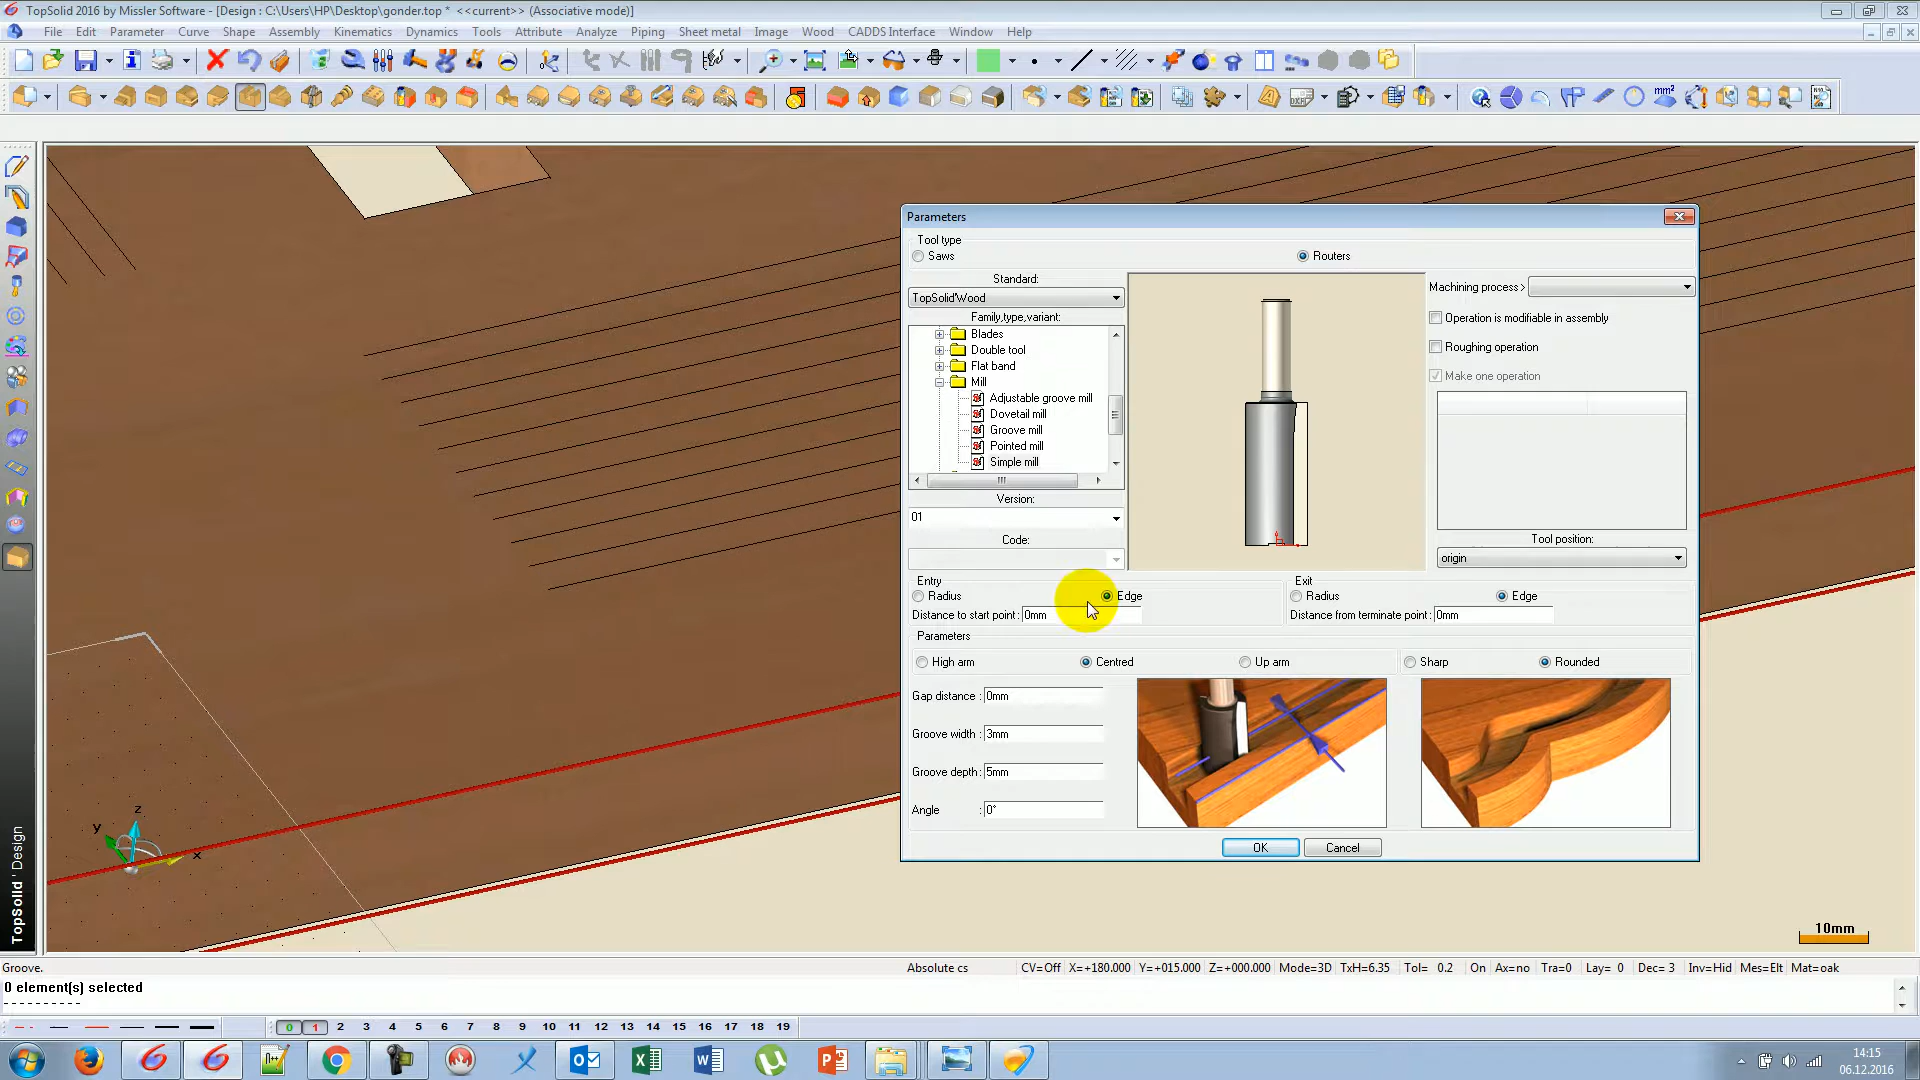 TopSolid 2016 by Missler Software - [Design : C:\Users\HP\Desktop\gonder.top *  <<current>> (Associative mode)]
File Edit Parameter Curve Shape Assembly Kinematics Dynamics Tools Attribute Analyze Piping Sheet metal Image Wood CADDS Interface Window Help
Parameters
Tool type
Saws
Routers
Standard:
TopSolid'Wood
Family,type,variant:
Blades
Double tool
Flat band
Mill
Adjustable groove mill
Dovetail mill
Groove mill
Pointed mill
Simple mill
Version:
01
Code:
Machining process >
Operation is modifiable in assembly
Roughing operation
Make one operation
Tool position:
origin
Entry
Radius
Edge
Distance to start point: 0mm
Exit
Radius
Edge
Distance from terminate point: 0mm
Parameters
High arm
Centred
Up arm
Sharp
Rounded
Gap distance : 0mm
Groove width : 3mm
Groove depth : 5mm
Angle : 0°
OK
Cancel
z
y
x
TopSolid ' Design
10mm
Groove.
Absolute cs CV=Off X=+180.000 Y=+015.000 Z=+000.000 Mode=3D TxH=6.35 Tol= 0.2 On Ax=no Tra=0 Lay= 0 Dec= 3 Inv=Hid Mes=Elt Mat=oak
0 element(s) selected
----------
0 1 2 3 4 5 6 7 8 9 10 11 12 13 14 15 16 17 18 19
14:15
06.12.2016